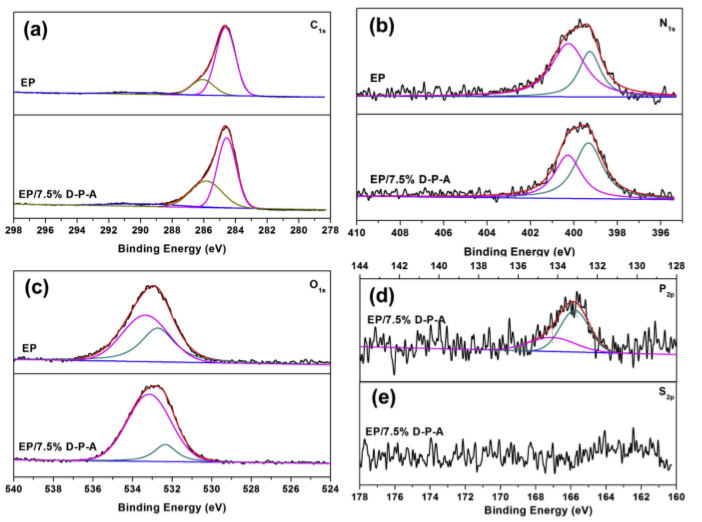 (a)
C1s
EP
EP/7.5% D-P-A
298 296 294 292 290 288 286 284 282 280 278
Binding Energy (eV)
(b)
N1s
EP
EP/7.5% D-P-A
410 408 406 404 402 400 398 396
Binding Energy (eV)
(c)
O1s
EP
EP/7.5% D-P-A
540 538 536 534 532 530 528 526 524
Binding Energy (eV)
144 142 140 138 136 134 133 132 130 128
(d)
P2p
EP/7.5% D-P-A
(e)
S2p
EP/7.5% D-P-A
178 176 174 172 170 168 166 164 162 160
Binding Energy (eV)